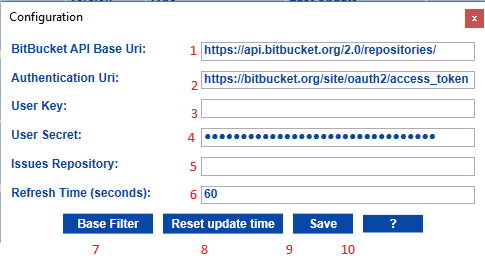 Configuration x
BitBucket API Base Uri: 1 https://api.bitbucket.org/2.0/repositories/
Authentication Uri: 2 https://bitbucket.org/site/oauth2/access_token
User Key: 3
User Secret: 4 ●●●●●●●●●●●●●●●●●●●●●●●●●●●●●●●●
Issues Repository: 5
Refresh Time (seconds): 6 60
Base Filter Reset update time Save ?
7 8 9 10